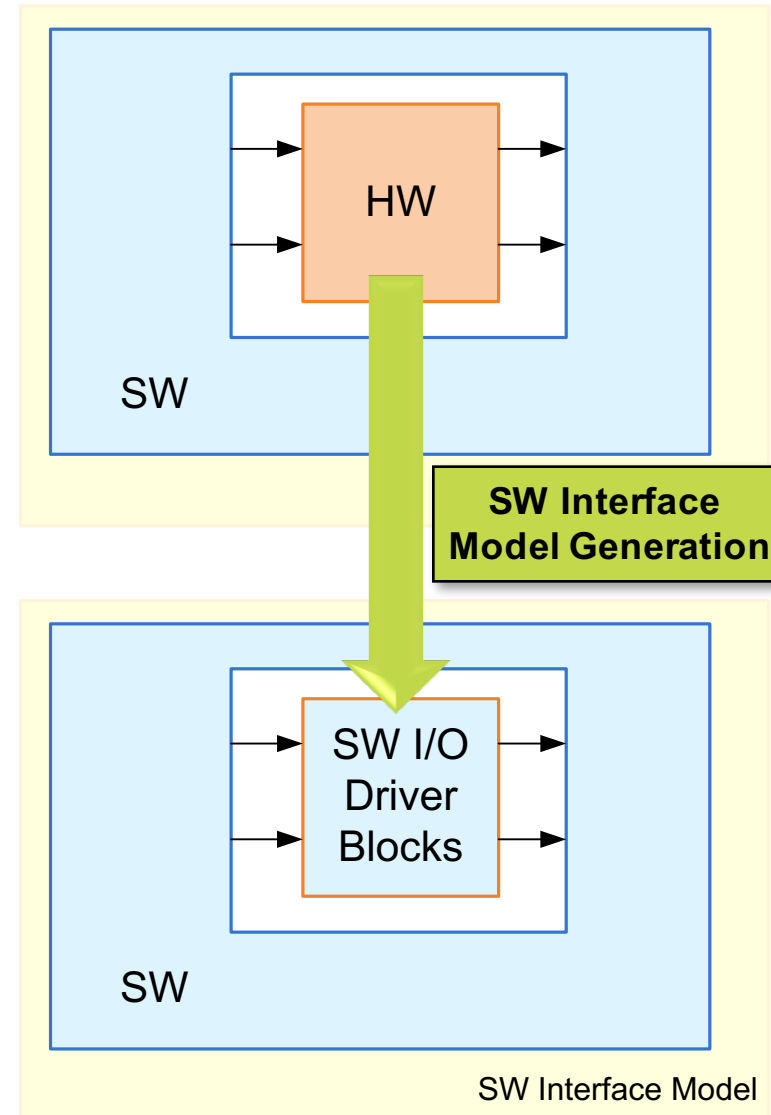 HW
SW
SW Interface
Model Generation
SW I/O
Driver
Blocks
SW
SW Interface Model